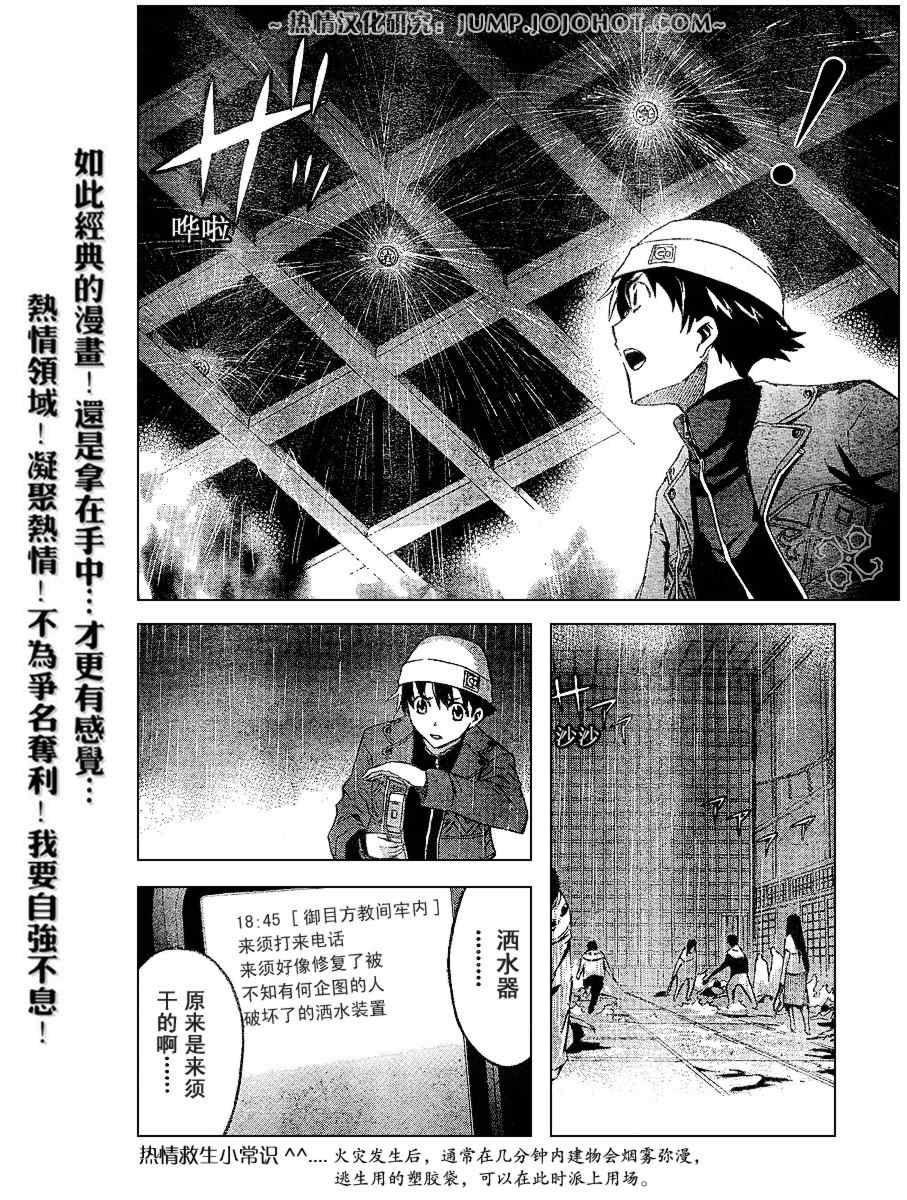 ~热情汉化研究：JUMP.JOJOHOT.COM~
ザァ
！
哗啦
如此經典的漫畫！還是拿在手中…才更有感覺…
熱情領域！凝聚熱情！不為爭名奪利！我要自強不息！
サァァ
沙沙
ァァ
洒水器
………
18:45［御目方教间牢内］
来须打来电话
来须好像修复了被
不知有何企图的人
破坏了的洒水装置
原来是来须
干的啊……
热情救生小常识 ^^....
火灾发生后，通常在几分钟内建物会烟雾弥漫，
逃生用的塑胶袋，可以在此时派上用场。